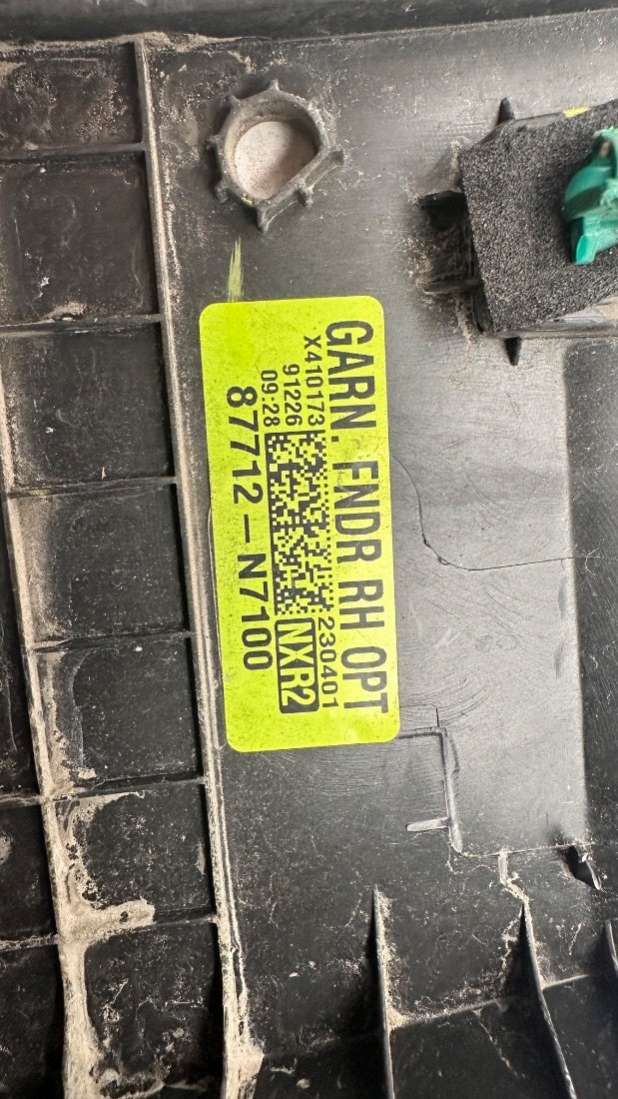 GARN. FNDR RH OPT
X410173 230401
91226
09:28 NXR2
87712-N7100